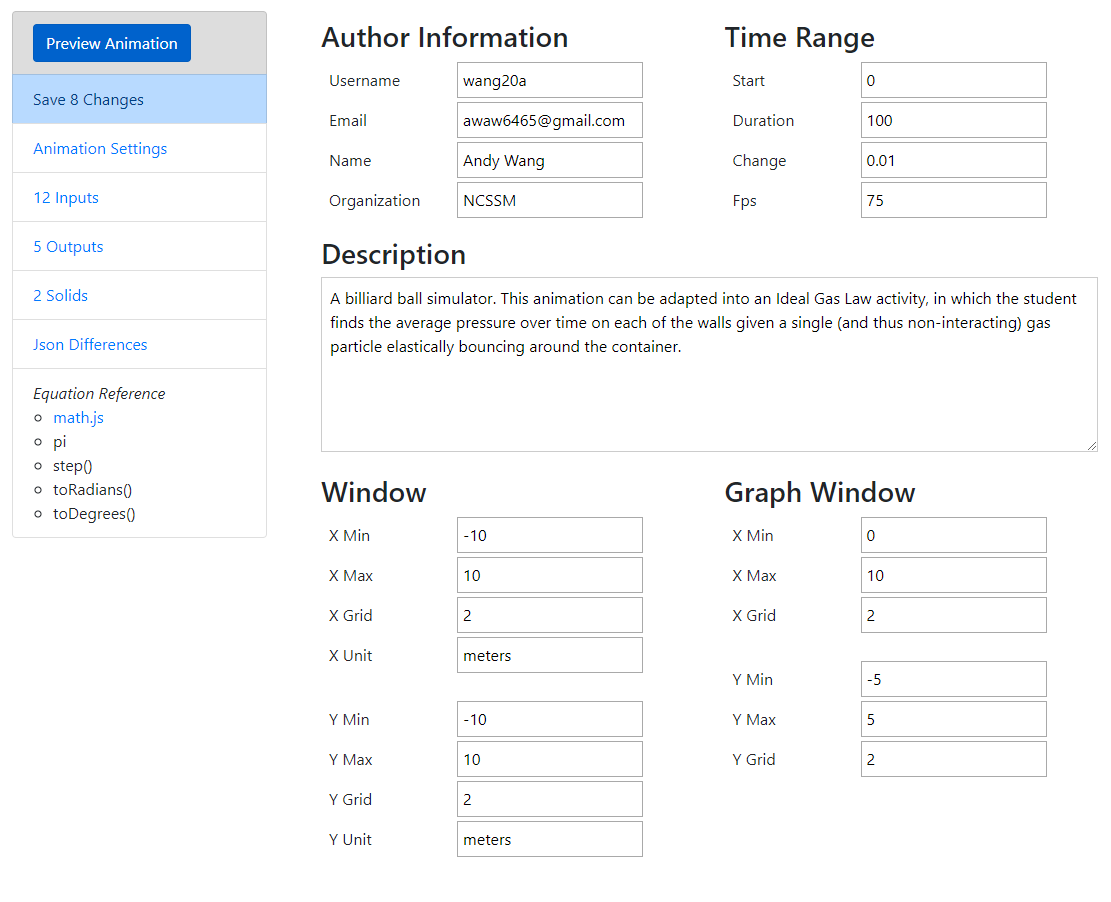 Preview Animation
Save 8 Changes
Animation Settings
12 Inputs
5 Outputs
2 Solids
Json Differences
Equation Reference
math.js
pi
step()
toRadians()
toDegrees()
Author Information
Username wang20a
Email awaw6465@gmail.com
Name Andy Wang
Organization NCSSM
Time Range
Start 0
Duration 100
Change 0.01
Fps 75
Description
A billiard ball simulator. This animation can be adapted into an Ideal Gas Law activity, in which the student
finds the average pressure over time on each of the walls given a single (and thus non-interacting) gas
particle elastically bouncing around the container.
Window
X Min -10
X Max 10
X Grid 2
X Unit meters
Y Min -10
Y Max 10
Y Grid 2
Y Unit meters
Graph Window
X Min 0
X Max 10
X Grid 2
Y Min -5
Y Max 5
Y Grid 2